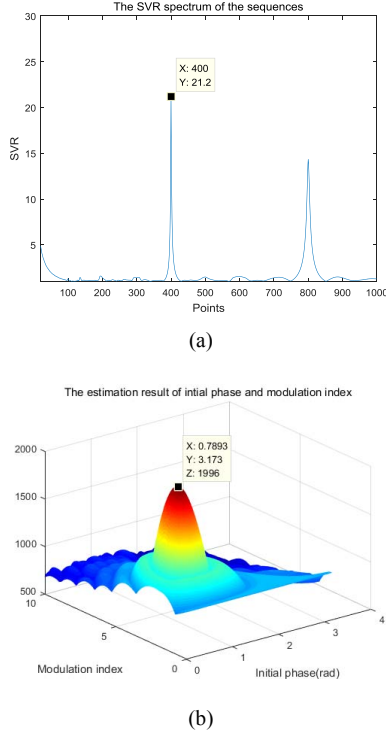 The SVR spectrum of the sequences
30
25
20
15
10
5
SVR
X: 400
Y: 21.2
100 200 300 400 500 600 700 800 900 1000
Points
(a)
The estimation result of intial phase and modulation index
2000
1500
1000
500
X: 0.7893
Y: 3.173
Z: 1996
10
5
0
0
1
2
3
4
Modulation index
Initial phase(rad)
(b)